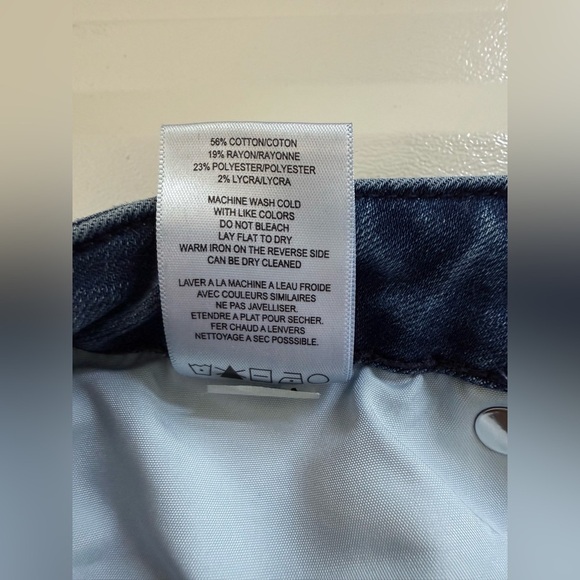 56% COTTON/COTON
19% RAYON/RAYONNE
23% POLYESTER/POLYESTER
2% LYCRA/LYCRA
MACHINE WASH COLD
WITH LIKE COLORS
DO NOT BLEACH
LAY FLAT TO DRY
WARM IRON ON THE REVERSE SIDE
CAN BE DRY CLEANED
LAVER A LA MACHINE A LEAU FROIDE
AVEC COULEURS SIMILAIRES
NE PAS JAVELLISER.
ETENDRE A PLAT POUR SECHER.
FER CHAUD A LENVERS
NETTOYAGE A SEC POSSSIBLE.